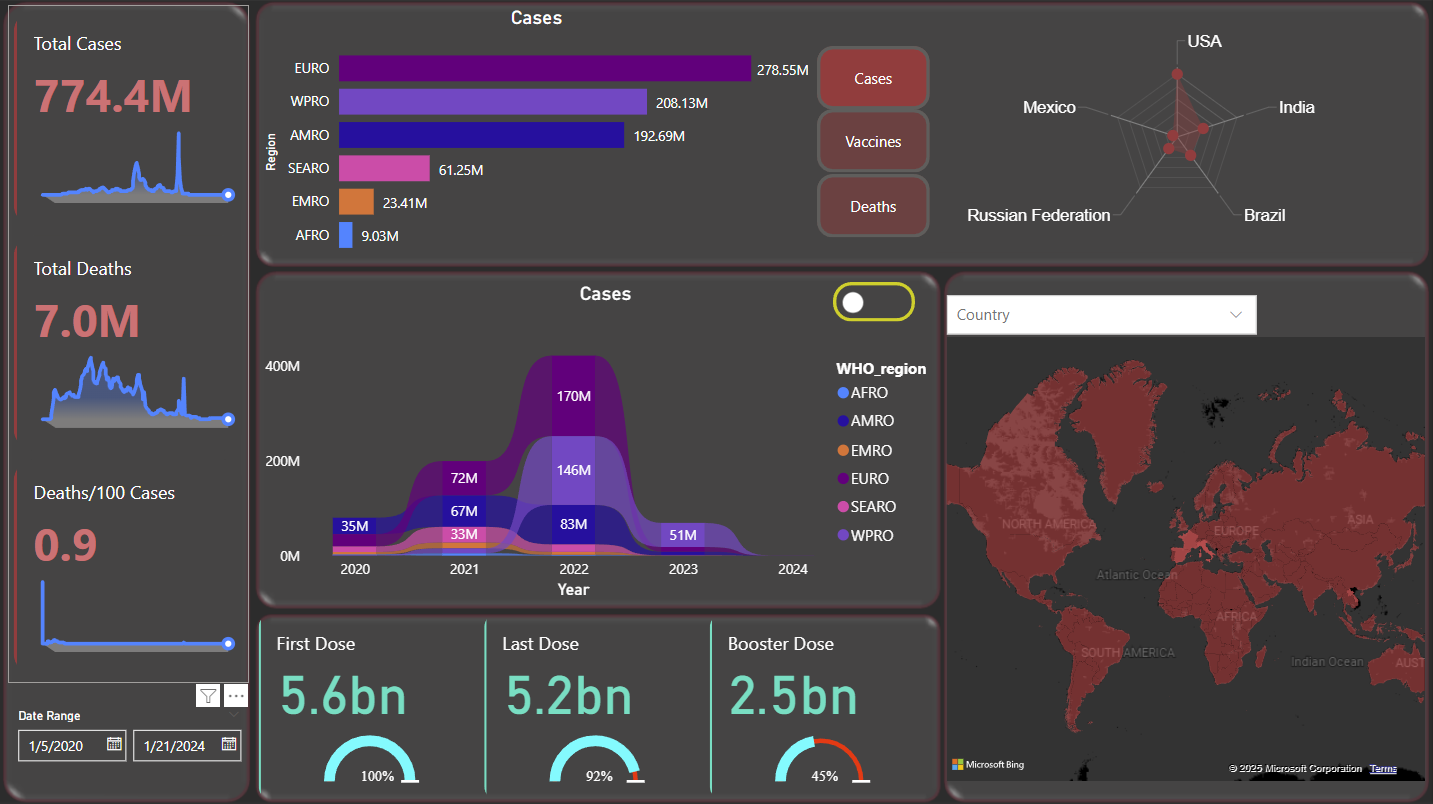 Total Cases
774.4M
Total Deaths
7.0M
Deaths/100 Cases
0.9
Date Range
1/5/2020
1/21/2024
Cases
Region
EURO
278.55M
WPRO
208.13M
AMRO
192.69M
SEARO
61.25M
EMRO
23.41M
AFRO
9.03M
Cases
Vaccines
Deaths
USA
Mexico
India
Russian Federation
Brazil
Cases
400M
200M
0M
35M
72M
67M
33M
170M
146M
83M
51M
2020
2021
2022
2023
2024
Year
WHO_region
AFRO
AMRO
EMRO
EURO
SEARO
WPRO
First Dose
5.6bn
100%
Last Dose
5.2bn
92%
Booster Dose
2.5bn
45%
Country
NORTH AMERICA
EUROPE
ASIA
Atlantic Ocean
AFRICA
SOUTH AMERICA
Indian Ocean
AUST
Microsoft Bing
© 2025 Microsoft Corporation Terms